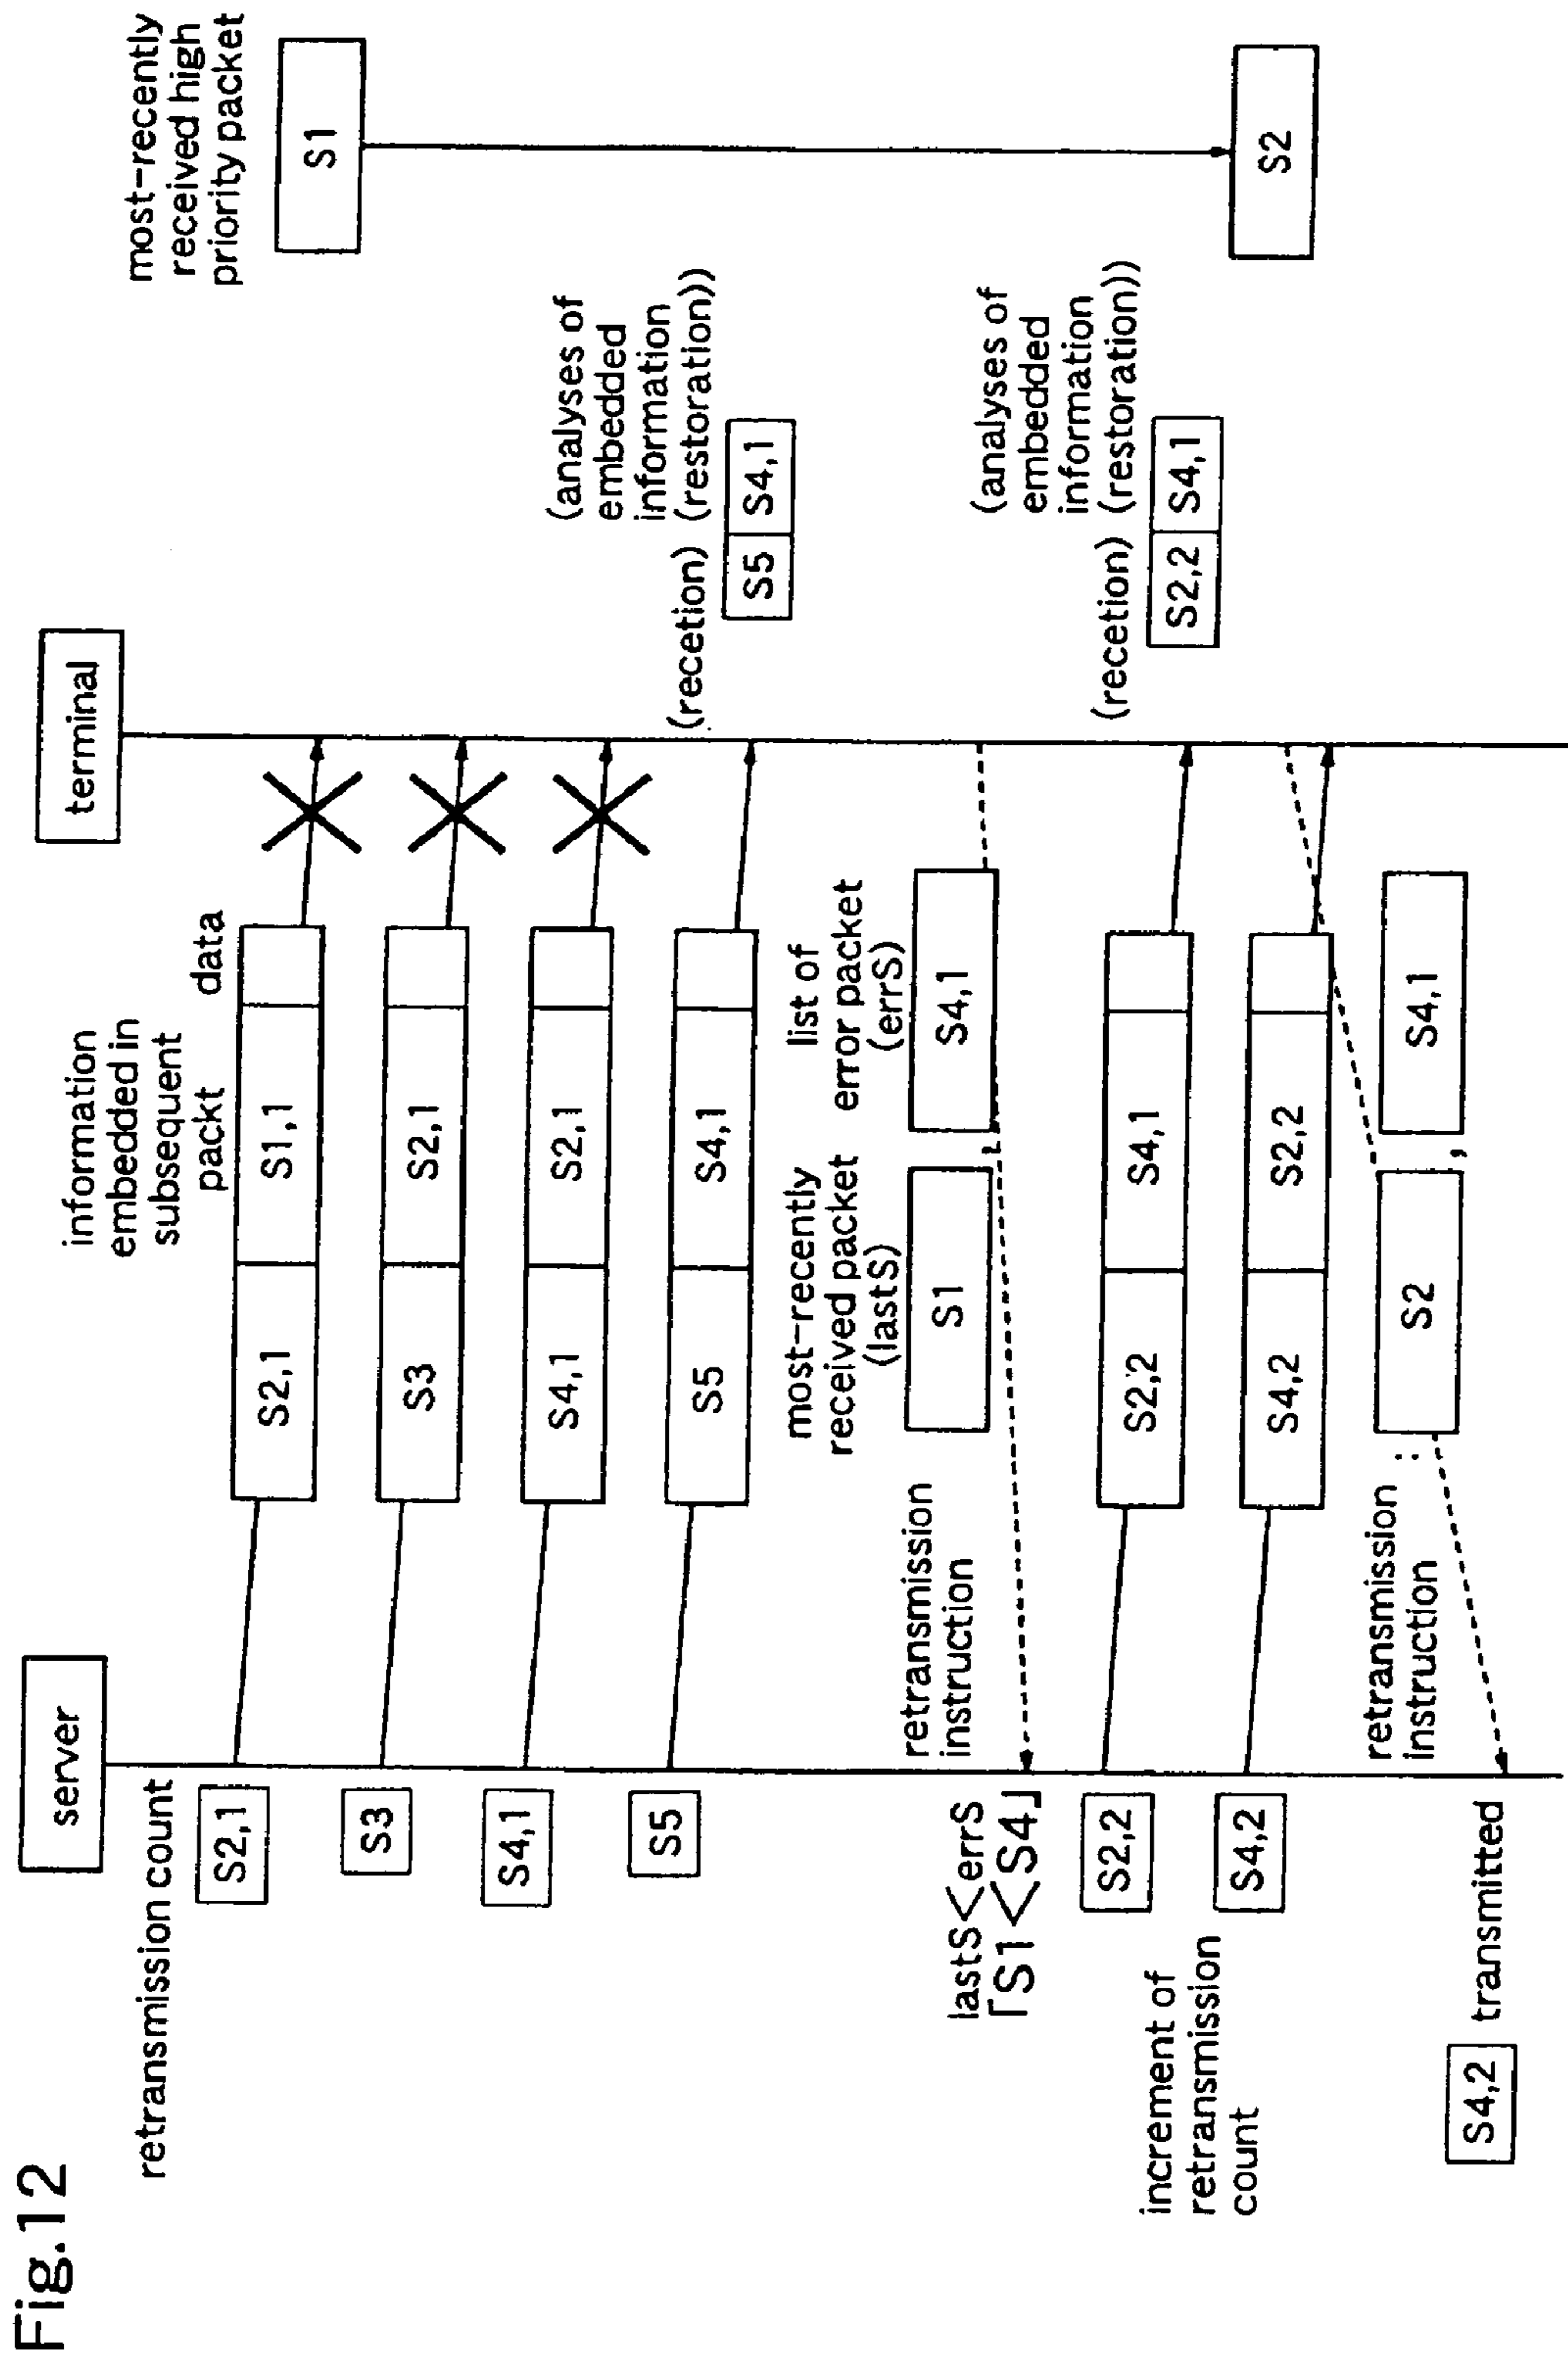 Fig.12
server
terminal
most-recently
received high
priority packet
retransmission count
information
embedded in
subsequent
packt
data
S1
S2,1
S2,1
S1,1
S3
S3
S2,1
S4,1
S4,1
S2,1
S5
S5
S4,1
(recetion)
(analyses of
embedded
information
(restoration))
S5
S4,1
most-recently
received packet
(lastS)
list of
error packet
(errS)
retransmission
instruction
S1
,
S4,1
lastS<errS
「S1<S4」
increment of
retransmission
count
S2,2
S2,2
S4,1
S4,2
S4,2
S2,2
(recetion)
(analyses of
embedded
information
(restoration))
S2,2
S4,1
S2
retransmission
instruction
:
S2
,
S4,1
S4,2
transmitted